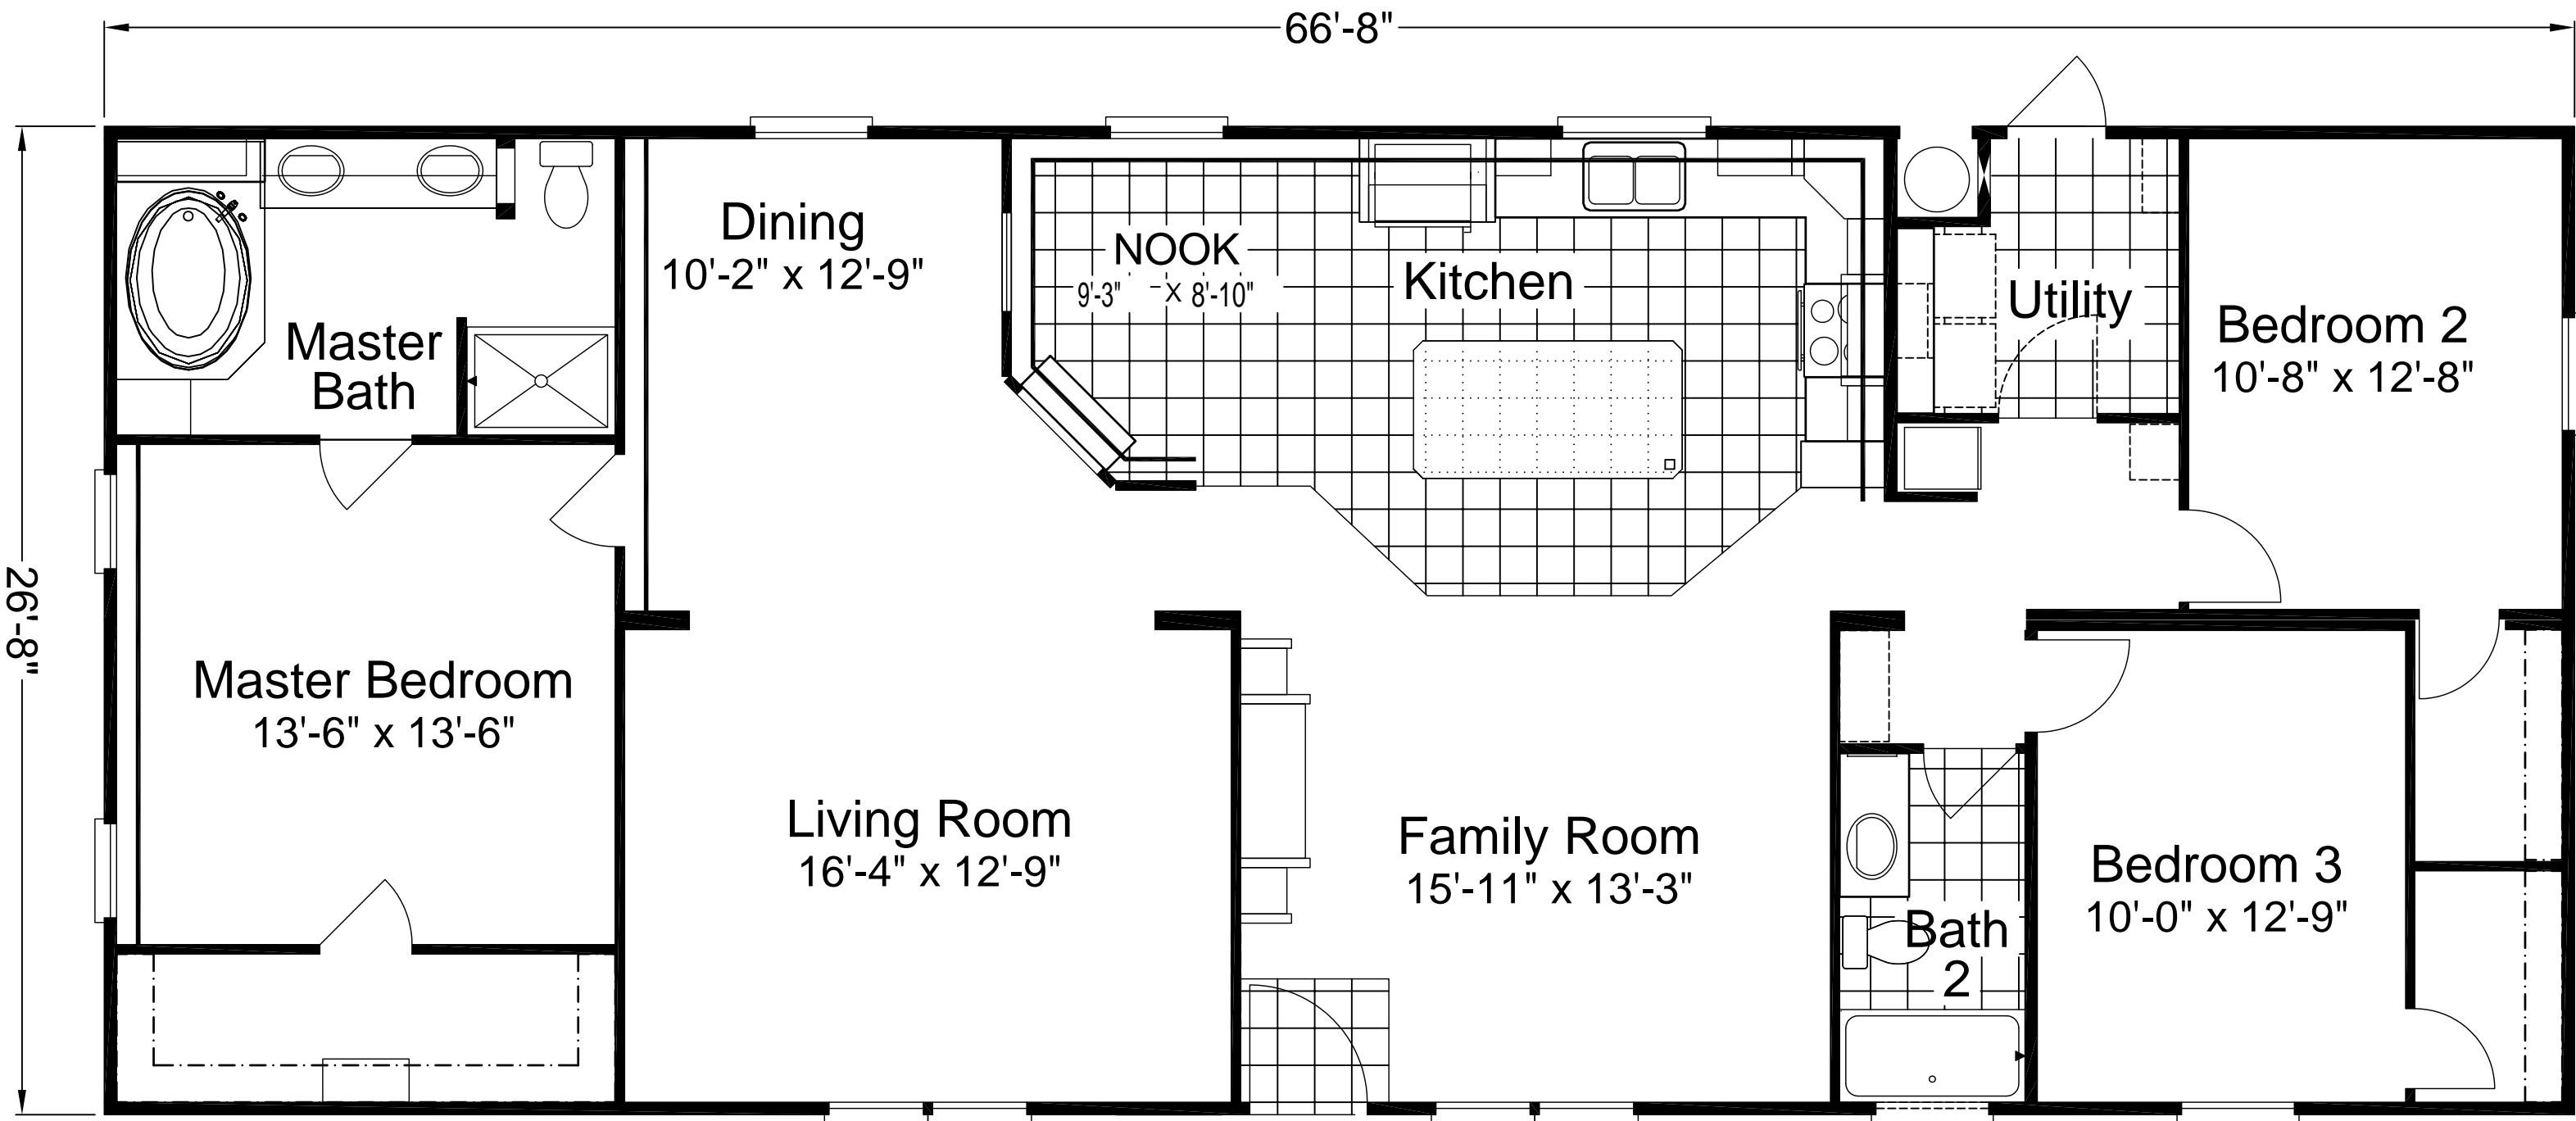 66'-8"
26'-8"
Dining
10'-2" x 12'-9"
NOOK
9'-3" x 8'-10"
Kitchen
Utility
Bedroom 2
10'-8" x 12'-8"
Master
Bath
Master Bedroom
13'-6" x 13'-6"
Living Room
16'-4" x 12'-9"
Family Room
15'-11" x 13'-3"
Bath
2
Bedroom 3
10'-0" x 12'-9"